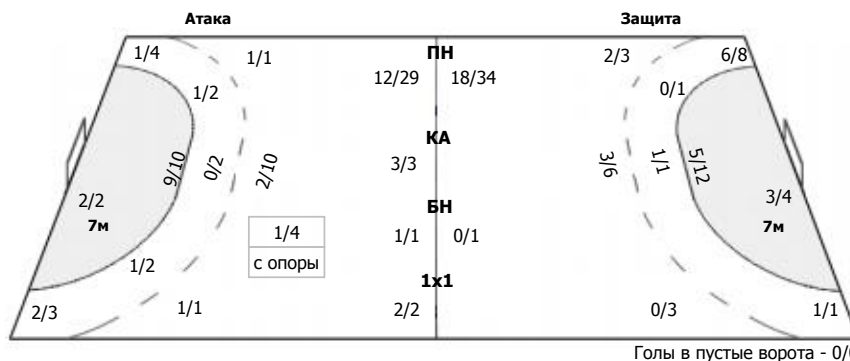 Атака Защита
1/4 1/1 ПН 2/3 6/8
12/29 18/34
1/2 0/1
КА
9/10 0/2 2/10 3/3 3/6 1/1 5/12
2/2 3/4
7м БН 7м
1/4 1/1 0/1
с опоры
1/2
1х1
2/3 1/1 2/2 0/3 1/1
Голы в пустые ворота - 0/